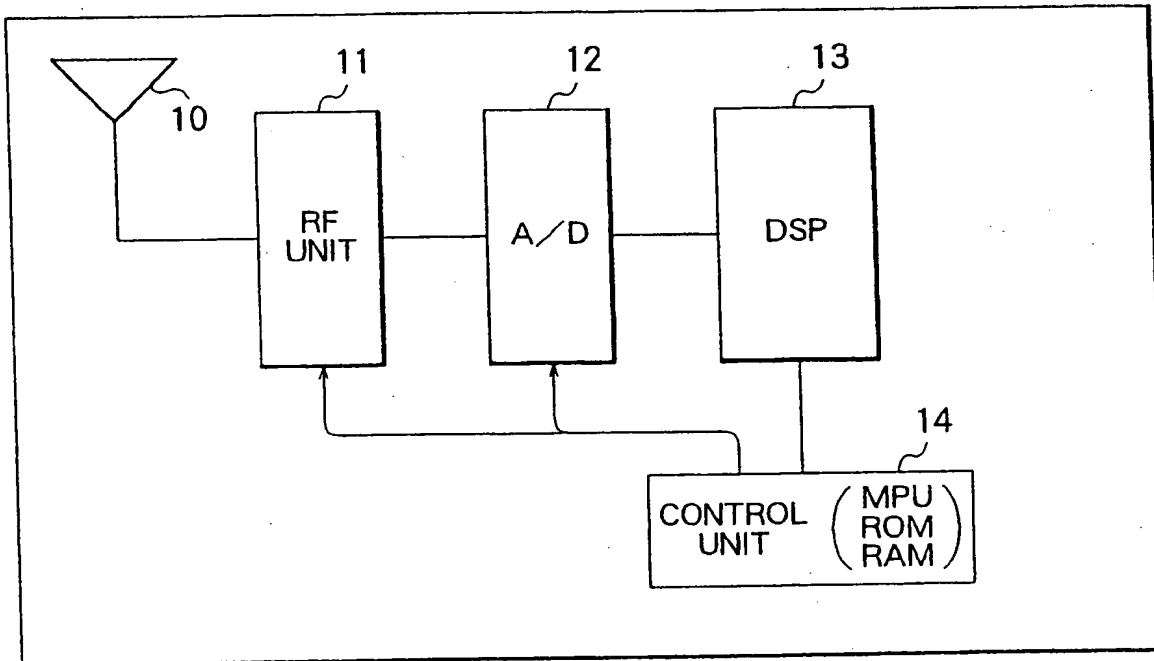 10
11
12
13
RF
UNIT
A/D
DSP
14
CONTROL
UNIT
MPU
ROM
RAM